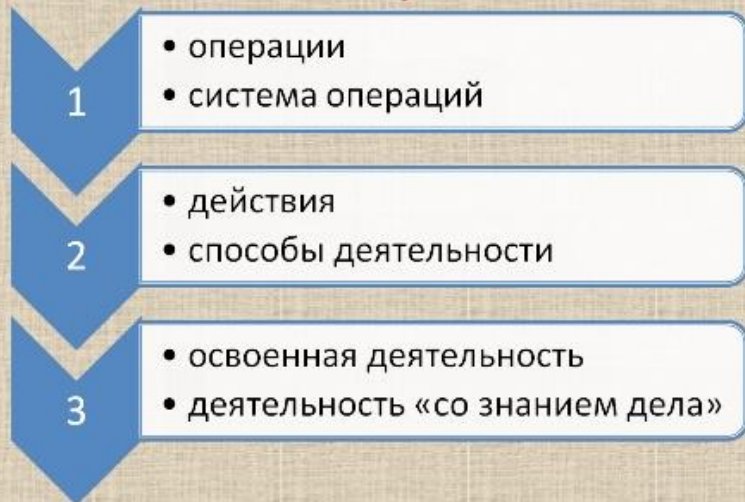 1
• операции
• система операций
2
• действия
• способы деятельности
3
• освоенная деятельность
• деятельность «со знанием дела»